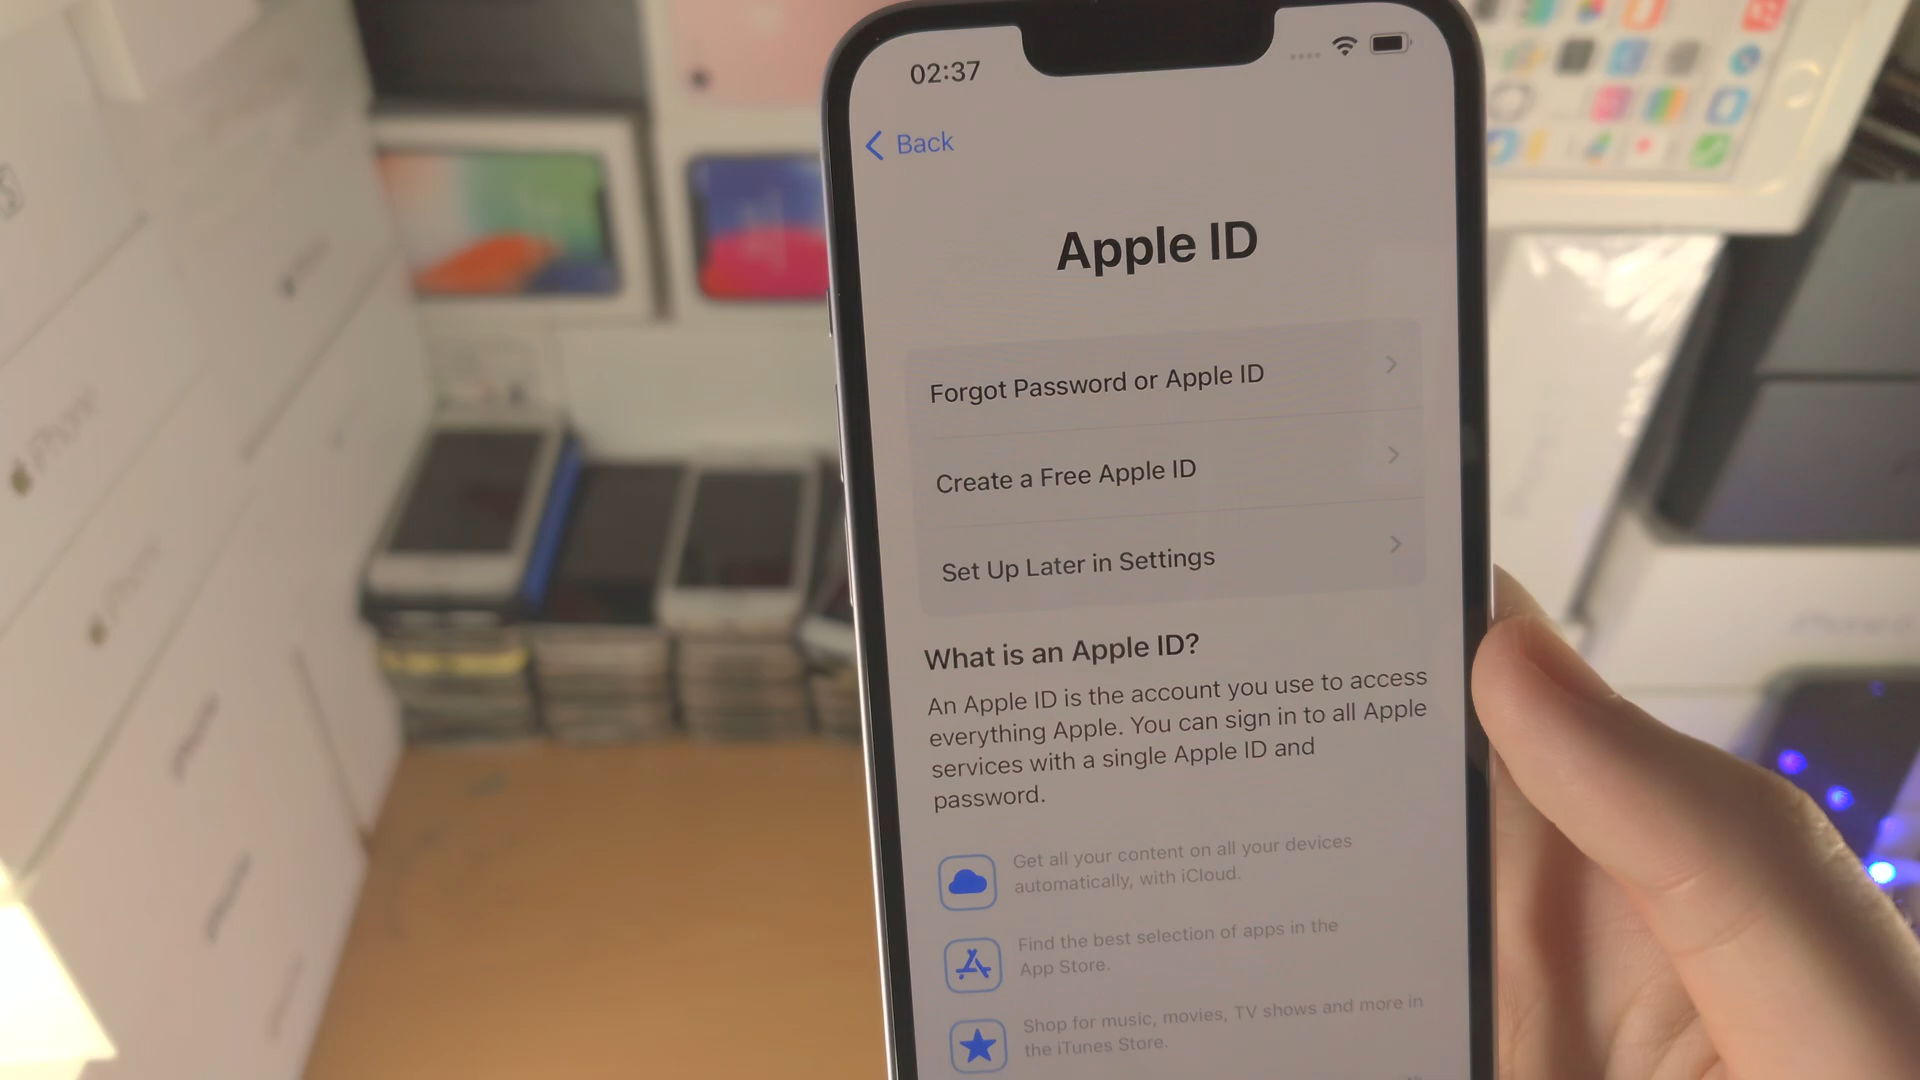 02:37
Back
Apple ID
Forgot Password or Apple ID
Create a Free Apple ID
Set Up Later in Settings
What is an Apple ID?
An Apple ID is the account you use to access
everything Apple. You can sign in to all Apple
services with a single Apple ID and
password.
Get all your content on all your devices
automatically, with iCloud.
Find the best selection of apps in the
App Store.
Shop for music, movies, TV shows and more in
the iTunes Store.
iPhone
iPhone
iPhone
iPhone